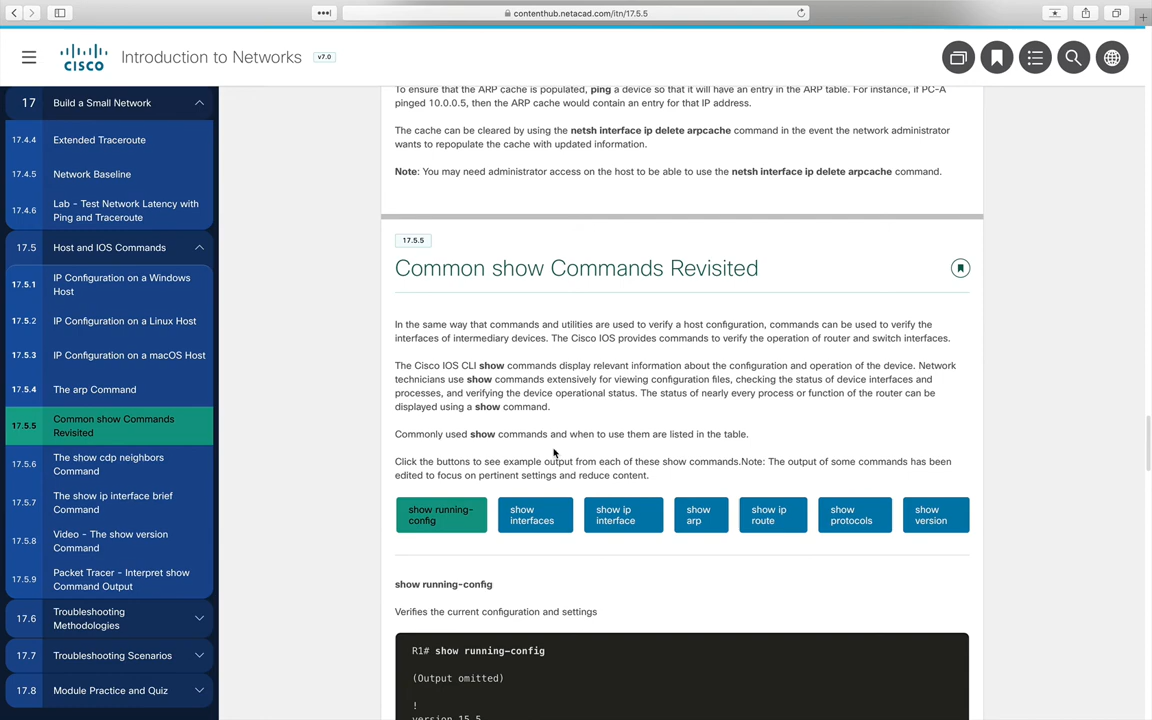 contenthub.netacad.com/itn/17.5.5
CISCO
Introduction to Networks
v7.0
17
Build a Small Network
17.4.4
Extended Traceroute
17.4.5
Network Baseline
17.4.6
Lab - Test Network Latency with
Ping and Traceroute
17.5
Host and IOS Commands
17.5.1
IP Configuration on a Windows
Host
17.5.2
IP Configuration on a Linux Host
17.5.3
IP Configuration on a macOS Host
17.5.4
The arp Command
17.5.5
Common show Commands
Revisited
17.5.6
The show cdp neighbors
Command
17.5.7
The show ip interface brief
Command
17.5.8
Video - The show version
Command
17.5.9
Packet Tracer - Interpret show
Command Output
17.6
Troubleshooting
Methodologies
17.7
Troubleshooting Scenarios
17.8
Module Practice and Quiz
To ensure that the ARP cache is populated, ping a device so that it will have an entry in the ARP table. For instance, if PC-A
pinged 10.0.0.5, then the ARP cache would contain an entry for that IP address.
The cache can be cleared by using the netsh interface ip delete arpcache command in the event the network administrator
wants to repopulate the cache with updated information.
Note: You may need administrator access on the host to be able to use the netsh interface ip delete arpcache command.
17.5.5
Common show Commands Revisited
In the same way that commands and utilities are used to verify a host configuration, commands can be used to verify the
interfaces of intermediary devices. The Cisco IOS provides commands to verify the operation of router and switch interfaces.
The Cisco IOS CLI show commands display relevant information about the configuration and operation of the device. Network
technicians use show commands extensively for viewing configuration files, checking the status of device interfaces and
processes, and verifying the device operational status. The status of nearly every process or function of the router can be
displayed using a show command.
Commonly used show commands and when to use them are listed in the table.
Click the buttons to see example output from each of these show commands.Note: The output of some commands has been
edited to focus on pertinent settings and reduce content.
show running-
config
show
interfaces
show ip
interface
show
arp
show ip
route
show
protocols
show
version
show running-config
Verifies the current configuration and settings
R1# show running-config
(Output omitted)
!
version 15.5